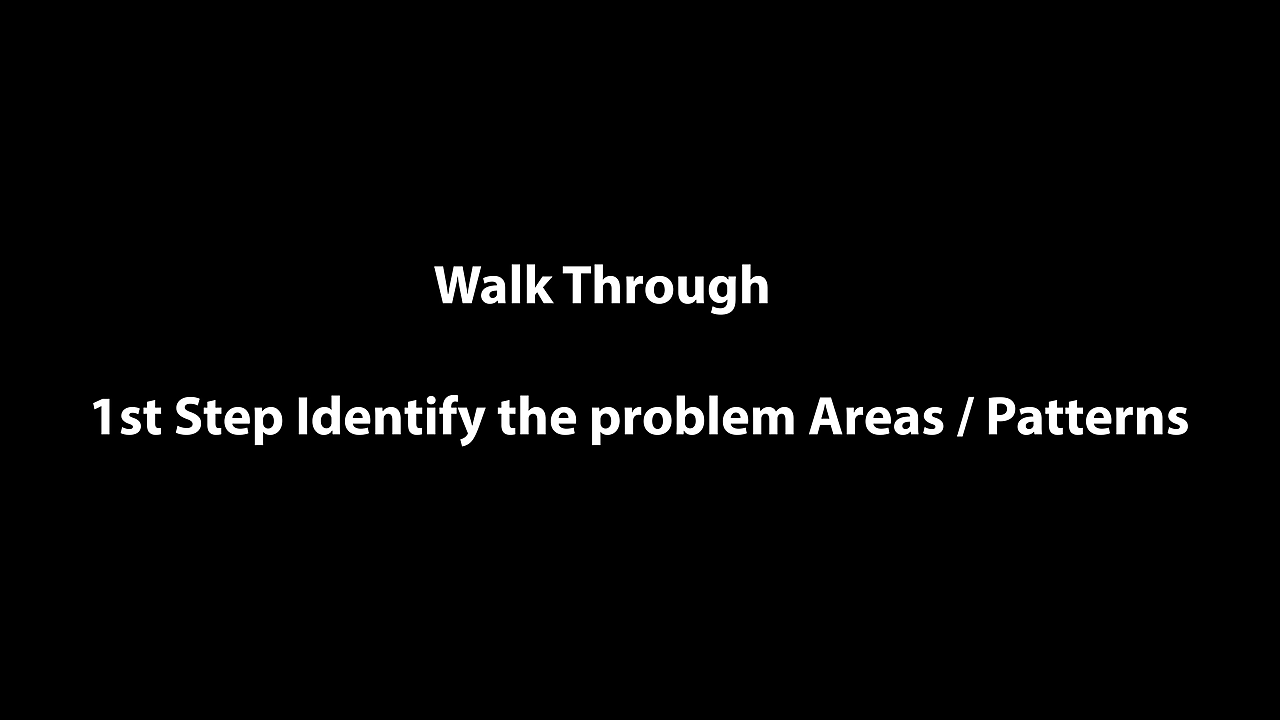 Walk Through
1st Step Identify the problem Areas / Patterns